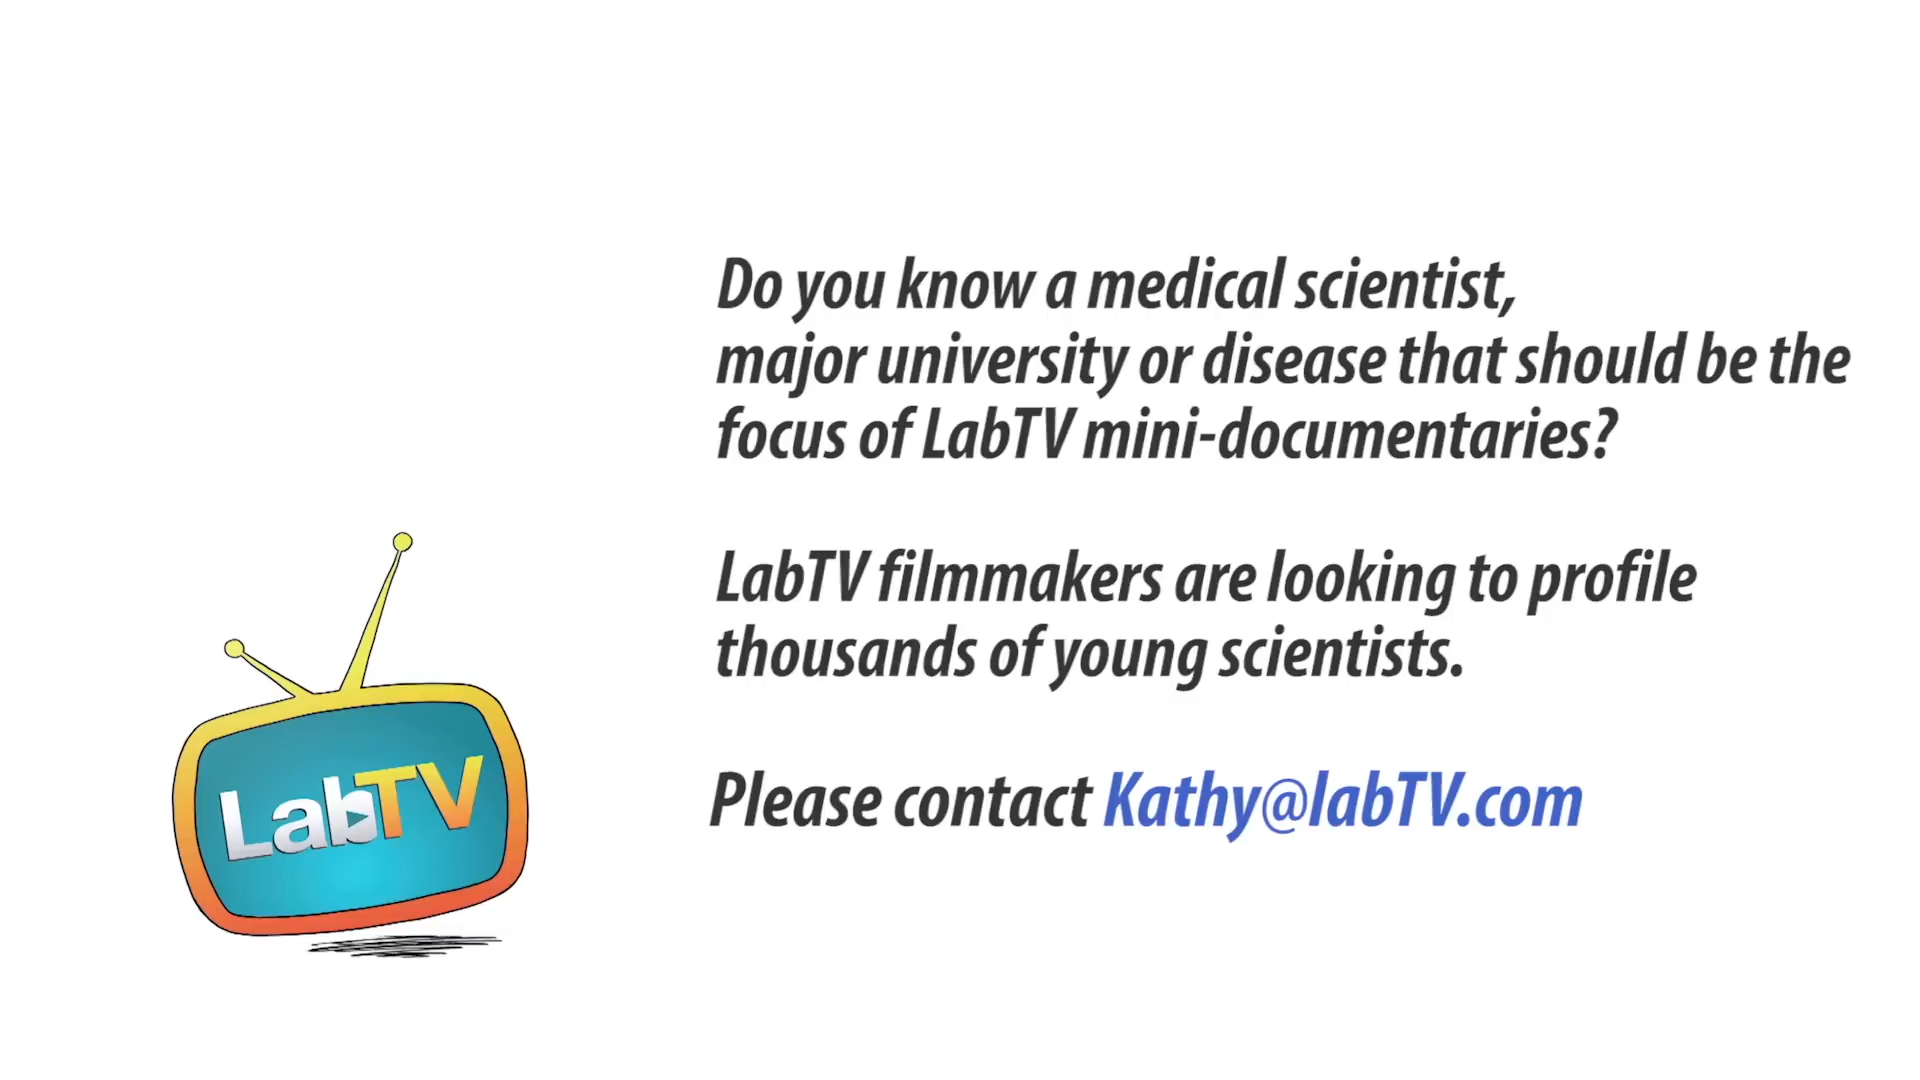 Do you know a medical scientist,
major university or disease that should be the
focus of LabTV mini-documentaries?
LabTV filmmakers are looking to profile
thousands of young scientists.
Please contact Kathy@labTV.com
LabTV